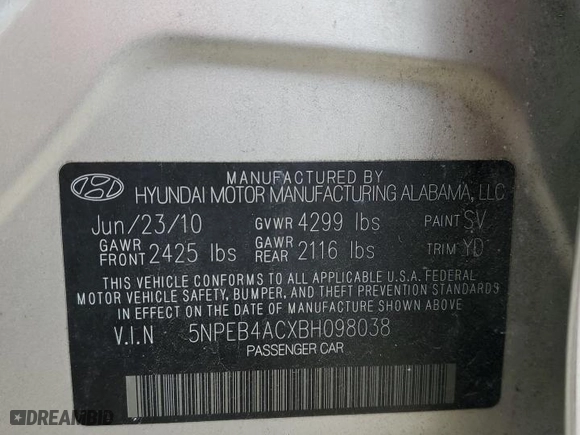 MANUFACTURED BY
HYUNDAI MOTOR MANUFACTURING ALABAMA, LLC
Jun/23/10 GVWR 4299 lbs PAINT SV
GAWR FRONT 2425 lbs GAWR REAR 2116 lbs TRIM YD
THIS VEHICLE CONFORMS TO ALL APPLICABLE U.S.A. FEDERAL
MOTOR VEHICLE SAFETY, BUMPER, AND THEFT PREVENTION STANDARDS
IN EFFECT ON THE DATE OF MANUFACTURE SHOWN ABOVE.
V.I.N 5NPEB4ACXBH098038
PASSENGER CAR
DREAMBID